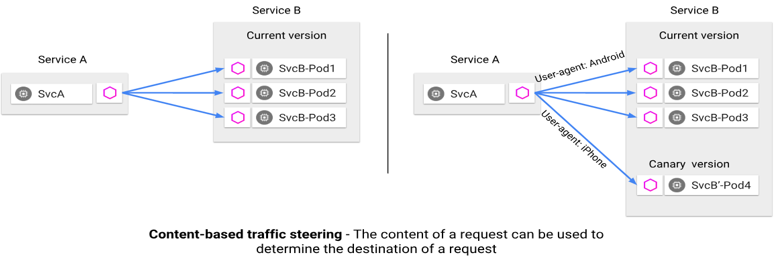 Service B
Current version
Service A
SvcA
SvcB-Pod1
SvcB-Pod2
SvcB-Pod3
Service B
Current version
Service A
SvcA
User-agent: Android
User-agent: iPhone
SvcB-Pod1
SvcB-Pod2
SvcB-Pod3
Canary version
SvcB’-Pod4
Content-based traffic steering - The content of a request can be used to
determine the destination of a request